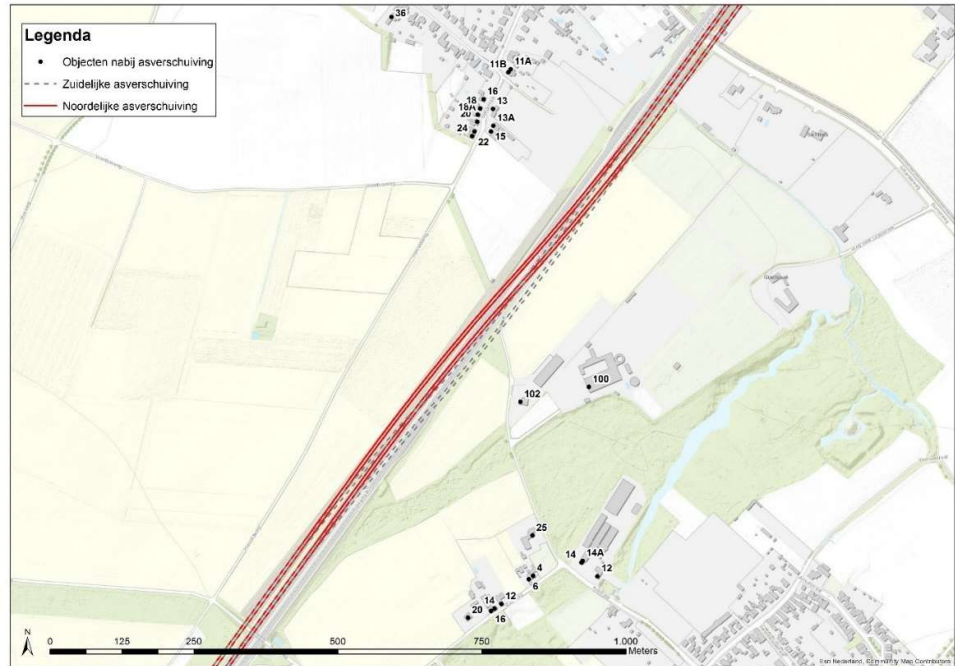 36
Legenda
Objecten nabij asverschuiving
Zuidelijke asverschuiving
Noordelijke asverschuiving
11B 11A
16
18 13
18A
20 13A
24 15
22
100
102
25
14 14A
4 12
6
12
14
20 16
N
0 125 250 500 750 1.000
Meters
Esri Nederland, Community Map Contributors